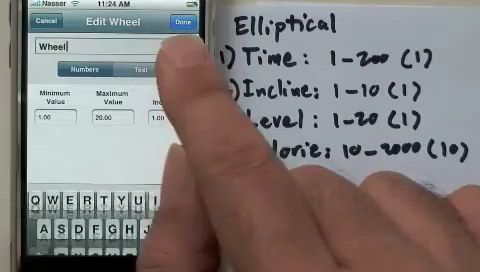 Nasser 11:24 AM
Cancel Edit Wheel Done
Wheel
Numbers Text
Minimum Value Maximum Value
1.00 20.00 1.00
Q W E R T Y U I
A S D F G H J
Elliptical
1) Time: 1-200 (1)
Incline: 1-10 (1)
Level: 1-20 (1)
10-2000 (10)